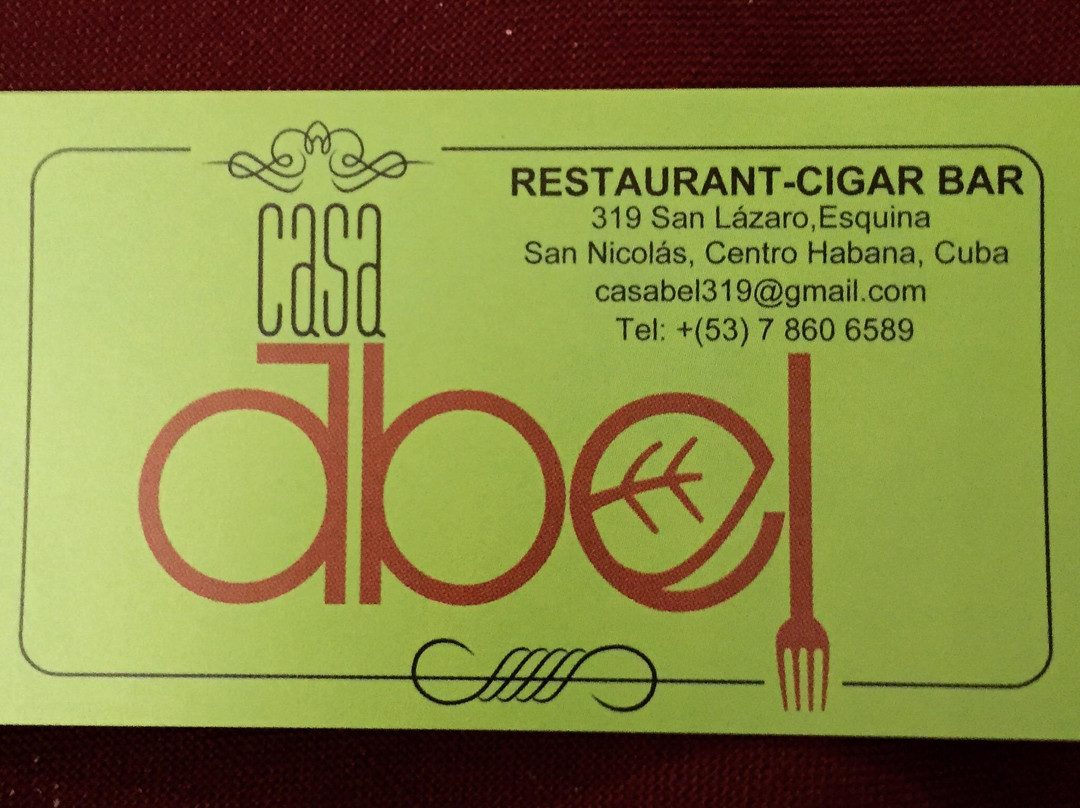 casa
abel
RESTAURANT-CIGAR BAR
319 San Lázaro,Esquina
San Nicolás, Centro Habana, Cuba
casabel319@gmail.com
Tel: +(53) 7 860 6589